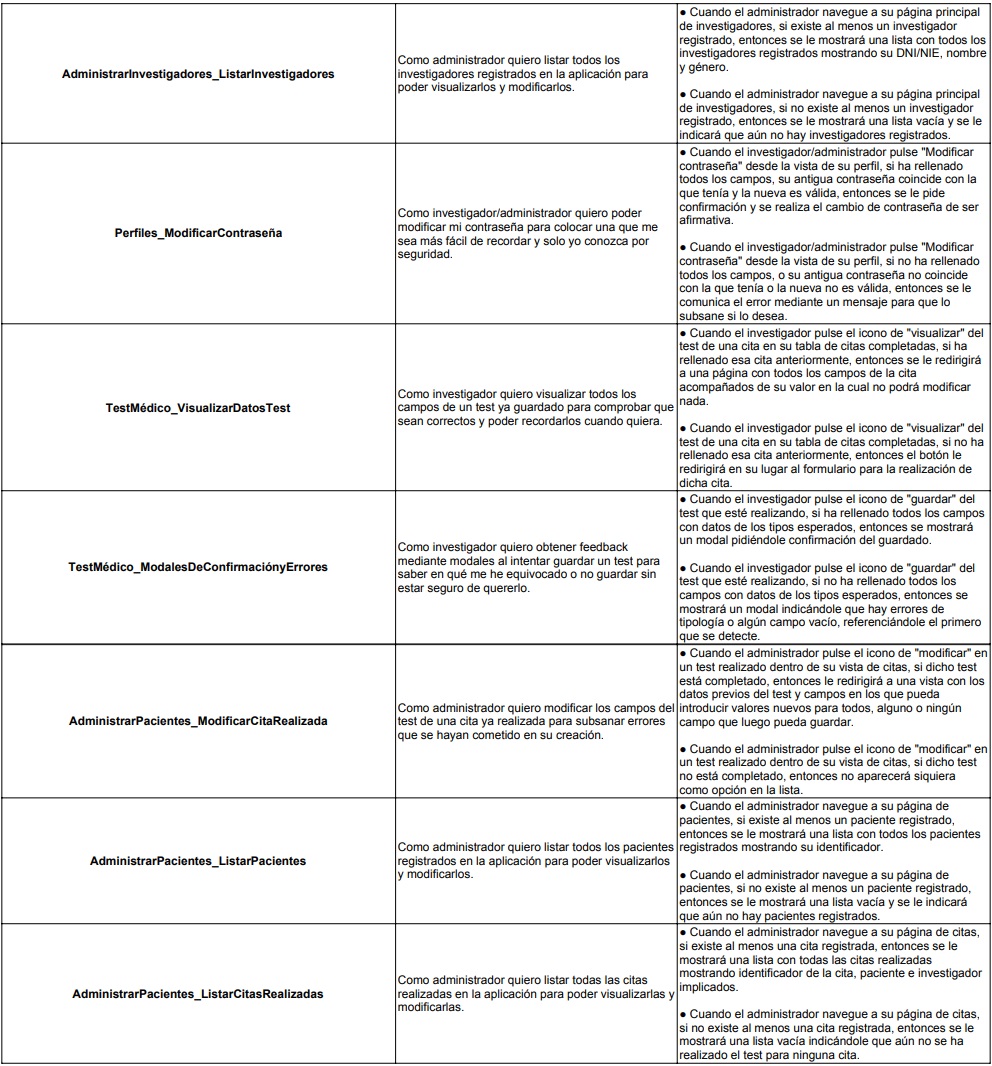 AdministrarInvestigadores_ListarInvestigadores
Como administrador quiero listar todos los
investigadores registrados en la aplicación para
poder visualizarlos y modificarlos.
● Cuando el administrador navegue a su página principal
de investigadores, si existe al menos un investigador
registrado, entonces se le mostrará una lista con todos los
investigadores registrados mostrando su DNI/NIE, nombre
y género.
● Cuando el administrador navegue a su página principal
de investigadores, si no existe al menos un investigador
registrado, entonces se le mostrará una lista vacía y se le
indicará que aún no hay investigadores registrados.
Perfiles_ModificarContraseña
Como investigador/administrador quiero poder
modificar mi contraseña para colocar una que me
sea más fácil de recordar y solo yo conozca por
seguridad.
● Cuando el investigador/administrador pulse "Modificar
contraseña" desde la vista de su perfil, si ha rellenado
todos los campos, su antigua contraseña coincide con la
que tenía y la nueva es válida, entonces se le pide
confirmación y se realiza el cambio de contraseña de ser
afirmativa.
● Cuando el investigador/administrador pulse "Modificar
contraseña" desde la vista de su perfil, si no ha rellenado
todos los campos, o su antigua contraseña no coincide
con la que tenía o la nueva no es válida, entonces se le
comunica el error mediante un mensaje para que lo
subsane si lo desea.
TestMédico_VisualizarDatosTest
Como investigador quiero visualizar todos los
campos de un test ya guardado para comprobar que
sean correctos y poder recordarlos cuando quiera.
● Cuando el investigador pulse el icono de "visualizar" del
test de una cita en su tabla de citas completadas, si ha
rellenado esa cita anteriormente, entonces se le redirigirá
a una página con todos los campos de la cita
acompañados de su valor en la cual no podrá modificar
nada.
● Cuando el investigador pulse el icono de "visualizar" del
test de una cita en su tabla de citas completadas, si no ha
rellenado esa cita anteriormente, entonces el botón le
redirigirá en su lugar al formulario para la realización de
dicha cita.
TestMédico_ModalesDeConfirmaciónyErrores
Como investigador quiero obtener feedback
mediante modales al intentar guardar un test para
saber en qué me he equivocado o no guardar sin
estar seguro de quererlo.
● Cuando el investigador pulse el icono de "guardar" del
test que esté realizando, si ha rellenado todos los campos
con datos de los tipos esperados, entonces se mostrará
un modal pidiéndole confirmación del guardado.
● Cuando el investigador pulse el icono de "guardar" del
test que esté realizando, si no ha rellenado todos los
campos con datos de los tipos esperados, entonces se
mostrará un modal indicándole que hay errores de
tipología o algún campo vacío, referenciándole el primero
que se detecte.
AdministrarPacientes_ModificarCitaRealizada
Como administrador quiero modificar los campos del
test de una cita ya realizada para subsanar errores
que se hayan cometido en su creación.
● Cuando el administrador pulse el icono de "modificar" en
un test realizado dentro de su vista de citas, si dicho test
está completado, entonces le redirigirá a una vista con los
datos previos del test y campos en los que pueda
introducir valores nuevos para todos, alguno o ningún
campo que luego pueda guardar.
● Cuando el administrador pulse el icono de "modificar" en
un test realizado dentro de su vista de citas, si dicho test
no está completado, entonces no aparecerá siquiera
como opción en la lista.
AdministrarPacientes_ListarPacientes
Como administrador quiero listar todos los pacientes
registrados en la aplicación para poder visualizarlos
y modificarlos.
● Cuando el administrador navegue a su página de
pacientes, si existe al menos un paciente registrado,
entonces se le mostrará una lista con todos los pacientes
registrados mostrando su identificador.
● Cuando el administrador navegue a su página de
pacientes, si no existe al menos un paciente registrado,
entonces se le mostrará una lista vacía y se le indicará
que aún no hay pacientes registrados.
AdministrarPacientes_ListarCitasRealizadas
Como administrador quiero listar todas las citas
realizadas en la aplicación para poder visualizarlas y
modificarlas.
● Cuando el administrador navegue a su página de citas,
si existe al menos una cita registrada, entonces se le
mostrará una lista con todas las citas realizadas
mostrando identificador de la cita, paciente e investigador
implicados.
● Cuando el administrador navegue a su página de citas,
si no existe al menos una cita registrada, entonces se le
mostrará una lista vacía indicándole que aún no se ha
realizado el test para ninguna cita.